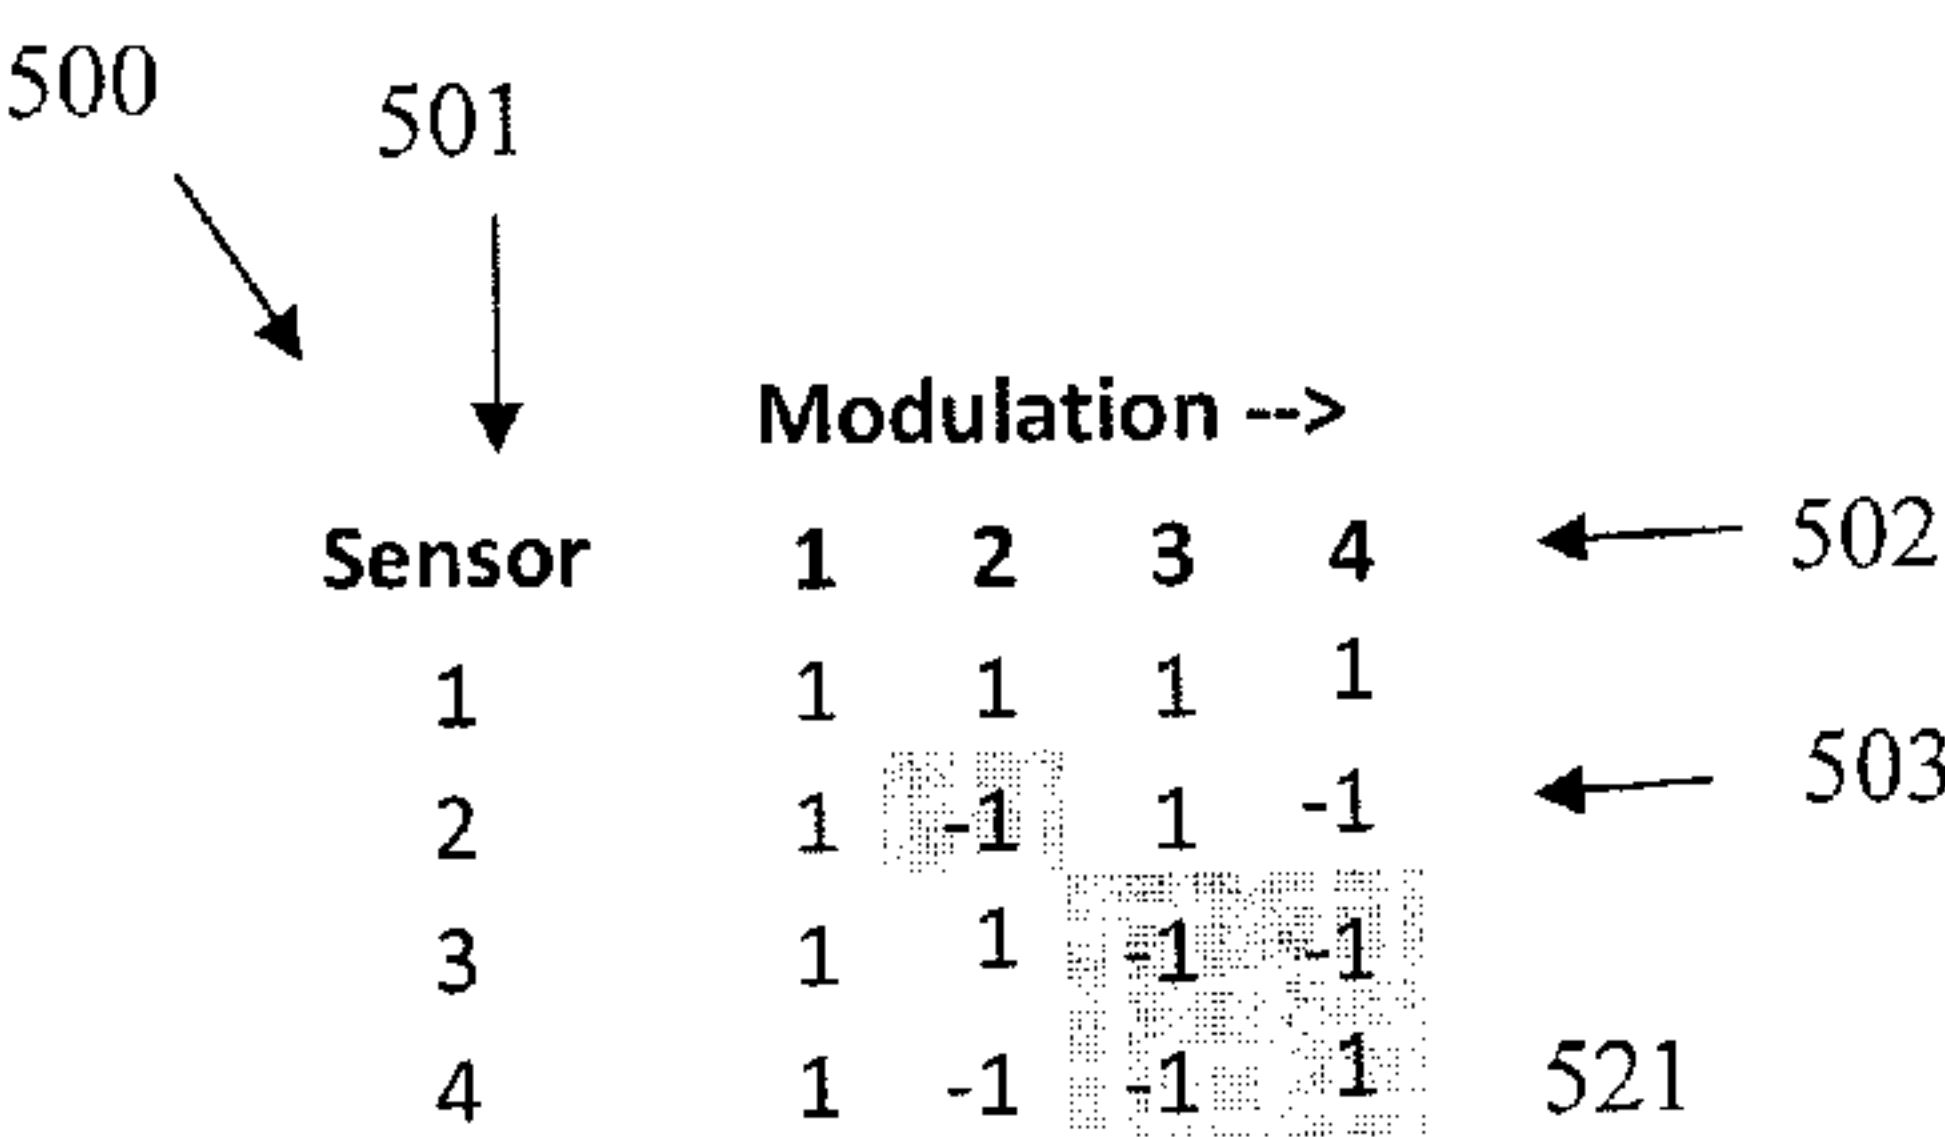 500
501
Modulation -->
Sensor 1 2 3 4 502
1 1 1 1 1
2 1 -1 1 -1 503
3 1 1 -1 -1
4 1 -1 -1 1 521